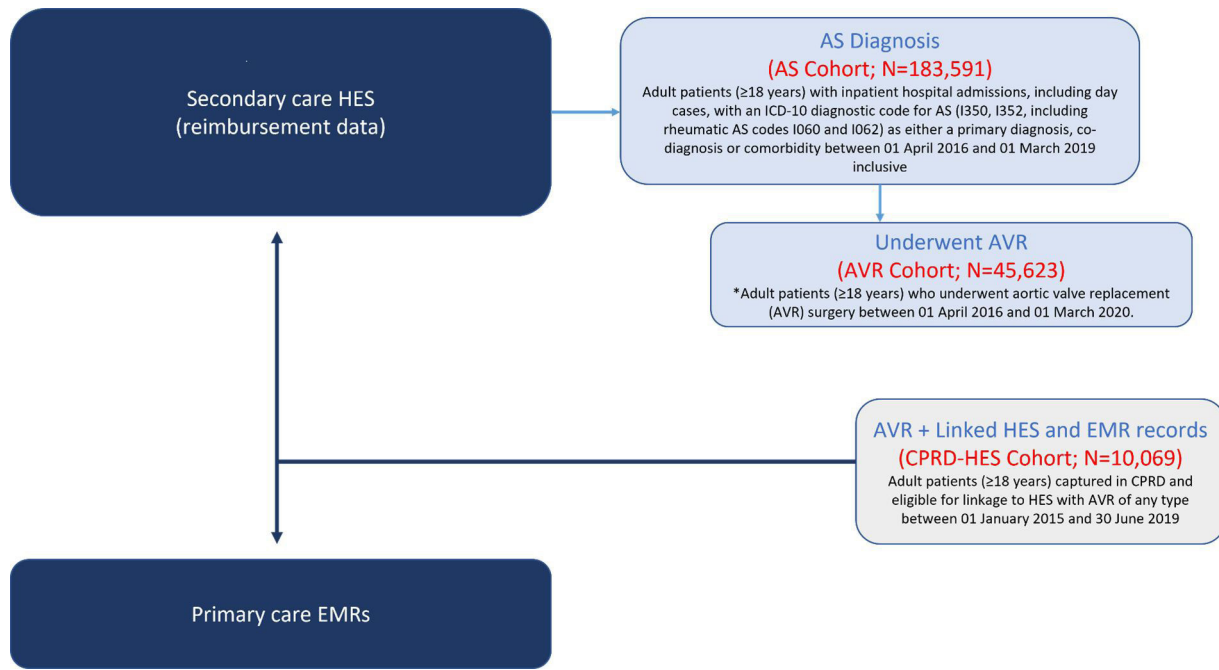 Secondary care HES
(reimbursement data)
AS Diagnosis
(AS Cohort; N=183,591)
Adult patients (≥18 years) with inpatient hospital admissions, including day
cases, with an ICD-10 diagnostic code for AS (I350, I352, including
rheumatic AS codes I060 and I062) as either a primary diagnosis, co-
diagnosis or comorbidity between 01 April 2016 and 01 March 2019
inclusive
Underwent AVR
(AVR Cohort; N=45,623)
*Adult patients (≥18 years) who underwent aortic valve replacement
(AVR) surgery between 01 April 2016 and 01 March 2020.
AVR + Linked HES and EMR records
(CPRD-HES Cohort; N=10,069)
Adult patients (≥18 years) captured in CPRD and
eligible for linkage to HES with AVR of any type
between 01 January 2015 and 30 June 2019
Primary care EMRs